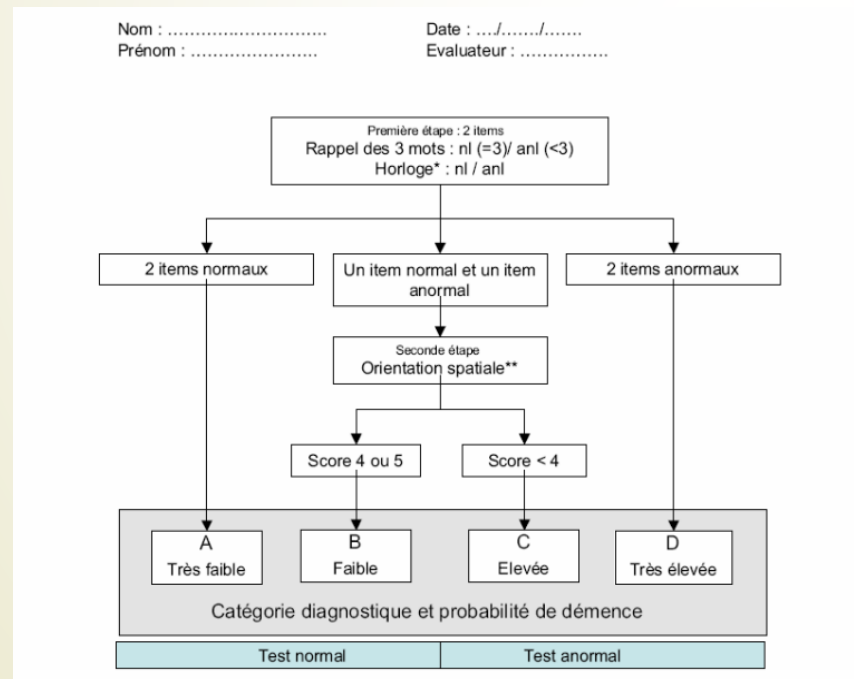 Nom : ................................
Date : ..../......./.......
Prénom : .......................
Evaluateur : ................
Première étape : 2 items
Rappel des 3 mots : nl (=3)/ anl (<3)
Horloge* : nl / anl
2 items normaux
Un item normal et un item
anormal
2 items anormaux
Seconde étape
Orientation spatiale**
Score 4 ou 5
Score < 4
A
Très faible
B
Faible
C
Elevée
D
Très élevée
Catégorie diagnostique et probabilité de démence
Test normal
Test anormal